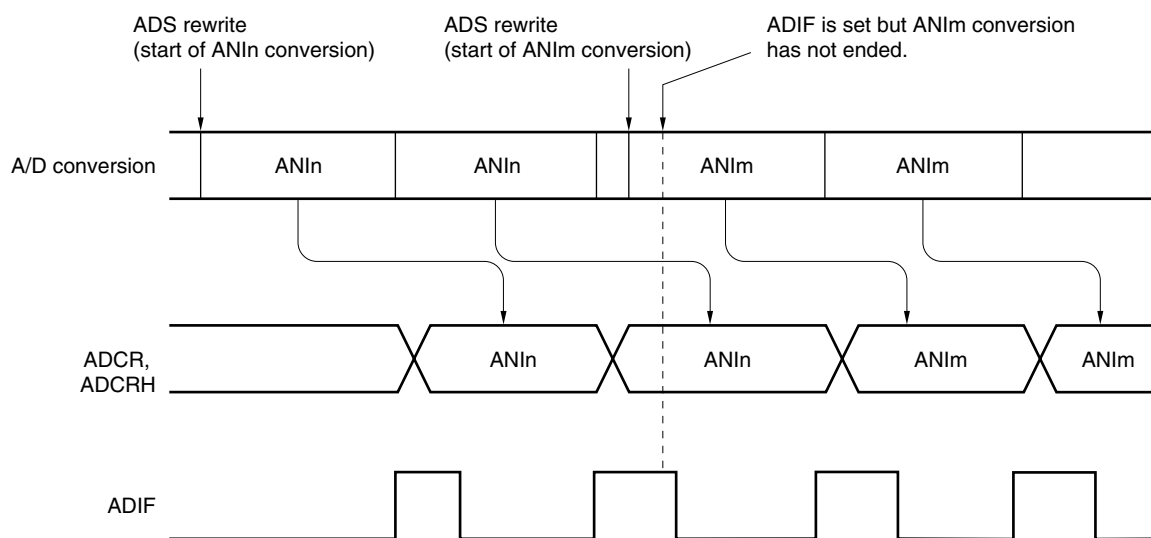 ADS rewrite
(start of ANIn conversion)
ADS rewrite
(start of ANIm conversion)
ADIF is set but ANIm conversion
has not ended.
A/D conversion
ANIn
ANIn
ANIm
ANIm
ADCR,
ADCRH
ANIn
ANIn
ANIm
ANIm
ADIF